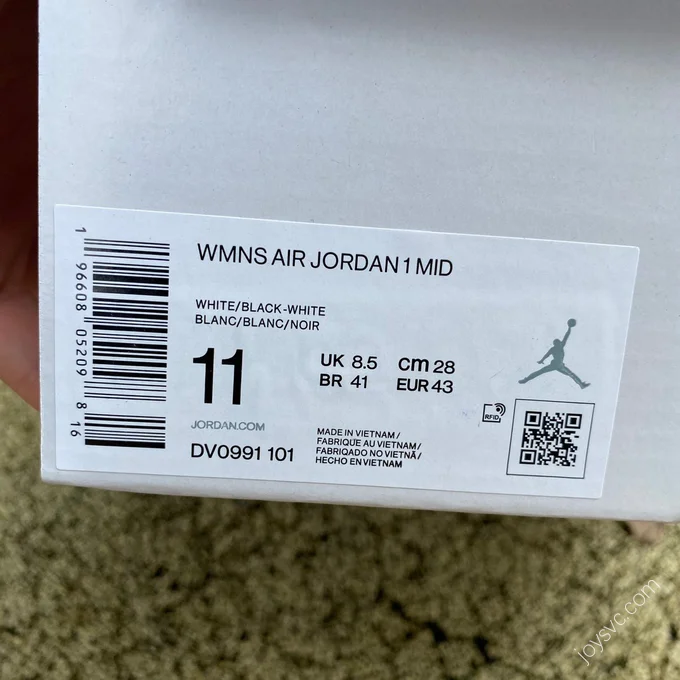 WMNS AIR JORDAN 1 MID
WHITE/BLACK-WHITE
BLANC/BLANC/NOIR
11
UK 8.5 cm 28
BR 41 EUR 43
JORDAN.COM
DV0991 101
MADE IN VIETNAM/
FABRIQUE AU VIETNAM/
FABRIQADO NO VIETNÃ/
HECHO EN VIETNAM
RFID
1 96608 05209 8 16
joysvc.com